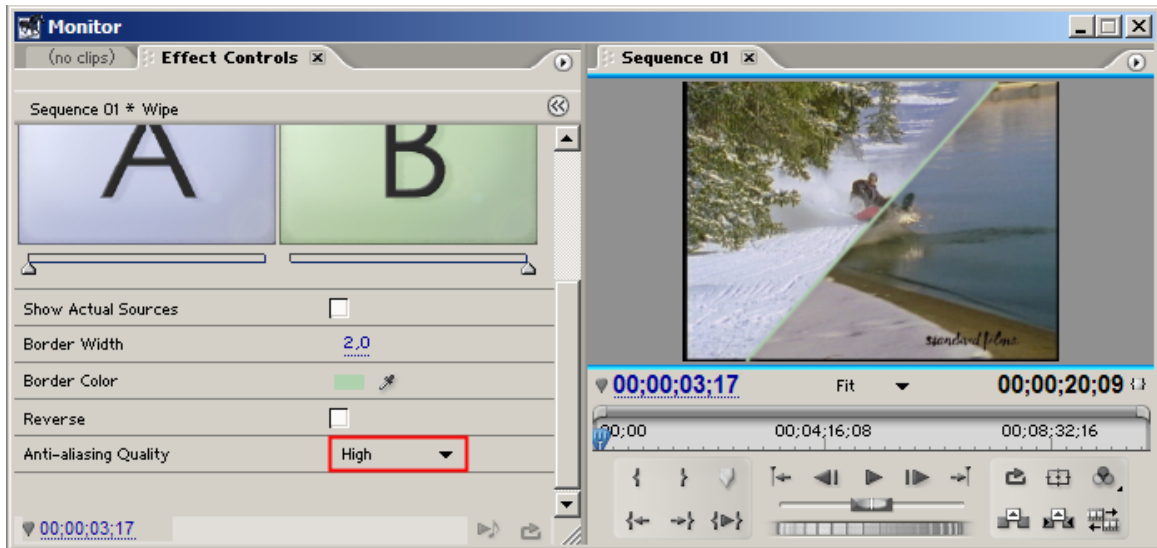 Monitor
(no clips) Effect Controls
Sequence 01
Sequence 01 * Wipe
A B
Show Actual Sources
Border Width 2,0
Border Color
Reverse
Anti-aliasing Quality High
00;00;03;17
standard films
00;00;03;17 Fit 00;00;20;09
00;00 00;04;16;08 00;08;32;16